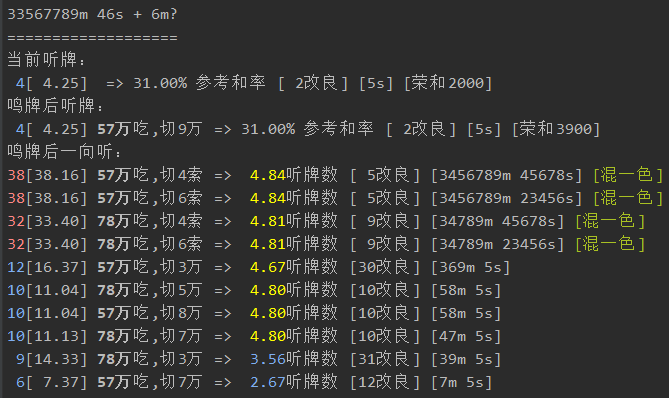 33567789m 46s + 6m?
===================
当前听牌:
4[ 4.25] => 31.00% 参考和率 [ 2改良] [5s] [荣和2000]
鸣牌后听牌:
4[ 4.25] 57万吃,切9万 => 31.00% 参考和率 [ 2改良] [5s] [荣和3900]
鸣牌后一向听:
38[38.16] 57万吃,切4索 => 4.84听牌数 [ 5改良] [3456789m 45678s] [混一色]
38[38.16] 57万吃,切6索 => 4.84听牌数 [ 5改良] [3456789m 23456s] [混一色]
32[33.40] 78万吃,切4索 => 4.81听牌数 [ 9改良] [34789m 45678s] [混一色]
32[33.40] 78万吃,切6索 => 4.81听牌数 [ 9改良] [34789m 23456s] [混一色]
12[16.37] 57万吃,切3万 => 4.67听牌数 [30改良] [369m 5s]
10[11.04] 78万吃,切5万 => 4.80听牌数 [10改良] [58m 5s]
10[11.04] 57万吃,切8万 => 4.80听牌数 [10改良] [58m 5s]
10[11.13] 78万吃,切7万 => 4.80听牌数 [10改良] [47m 5s]
9[14.33] 78万吃,切3万 => 3.56听牌数 [31改良] [39m 5s]
6[ 7.37] 57万吃,切7万 => 2.67听牌数 [12改良] [7m 5s]